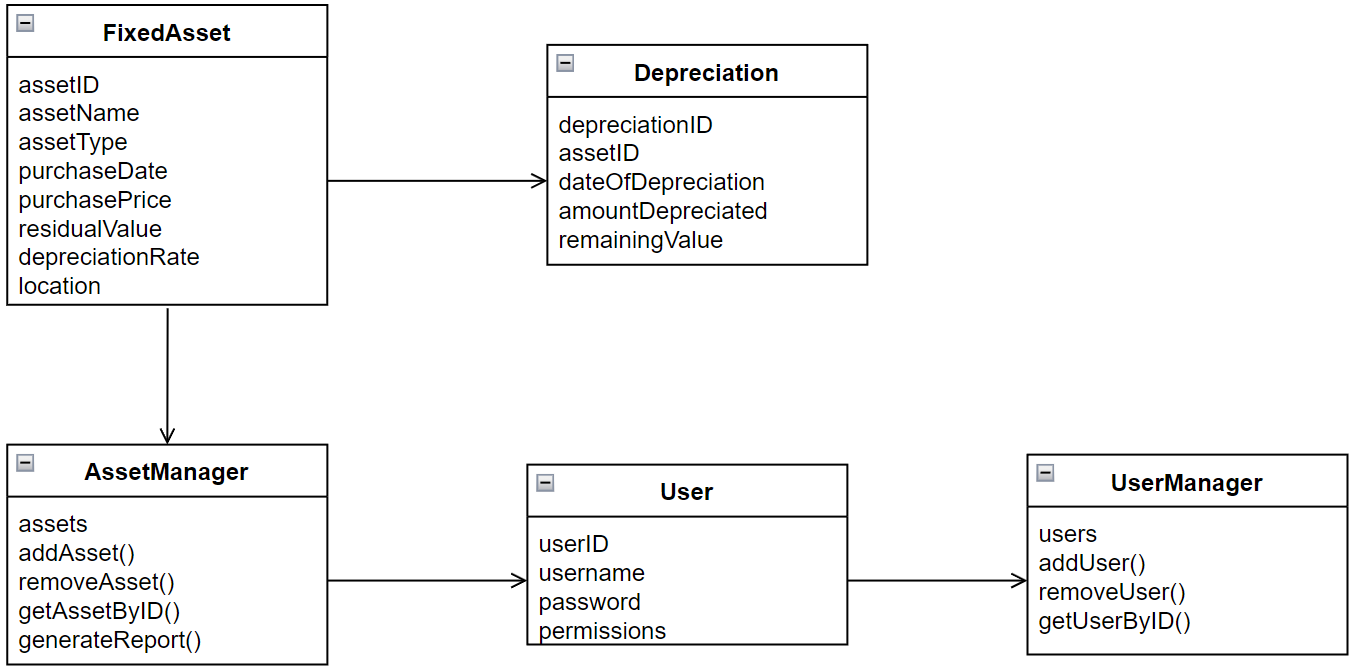 FixedAsset
assetID
assetName
assetType
purchaseDate
purchasePrice
residualValue
depreciationRate
location
Depreciation
depreciationID
assetID
dateOfDepreciation
amountDepreciated
remainingValue
AssetManager
assets
addAsset()
removeAsset()
getAssetByID()
generateReport()
User
userID
username
password
permissions
UserManager
users
addUser()
removeUser()
getUserByID()